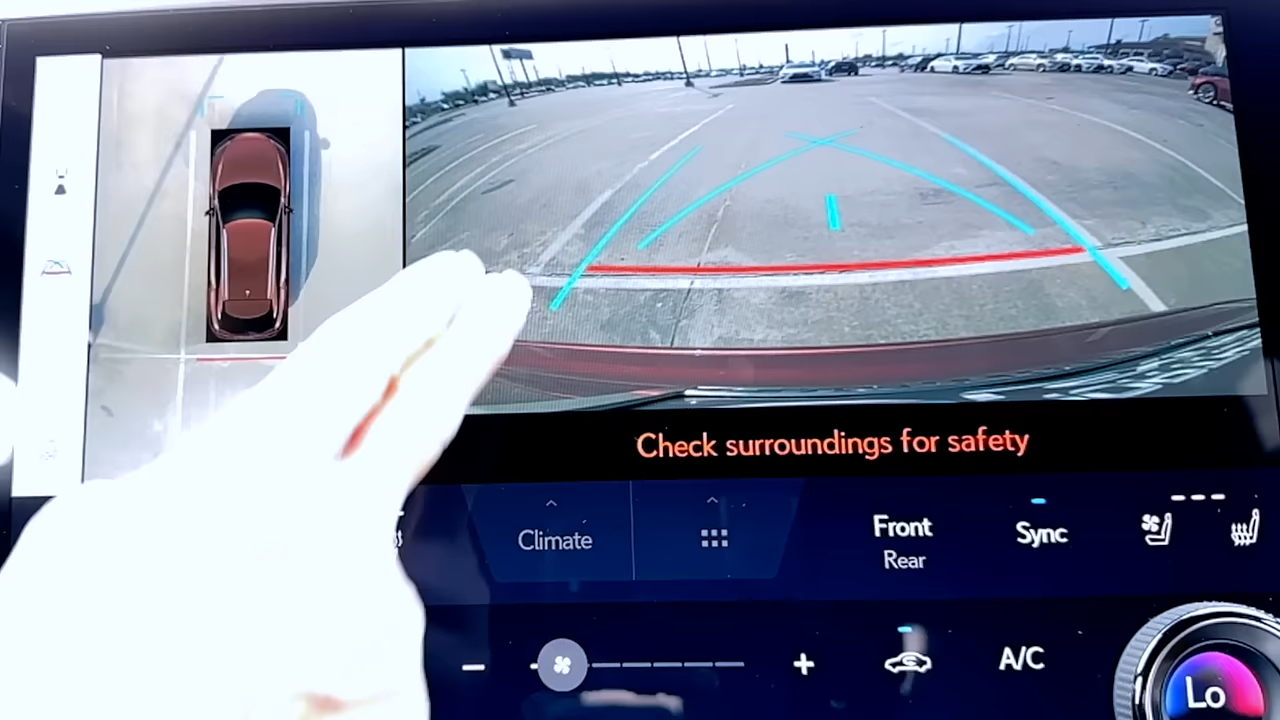 Check surroundings for safety
Climate
Front
Rear
Sync
A/C
Lo